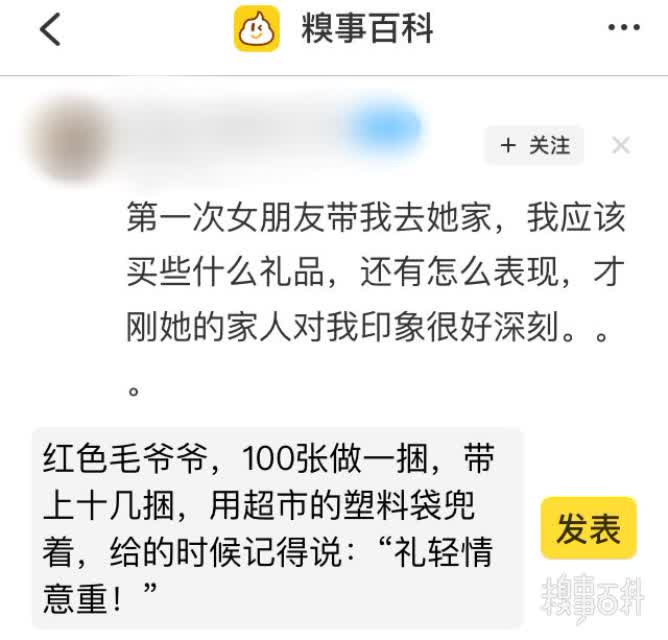 糗事百科
+ 关注
第一次女朋友带我去她家，我应该
买些什么礼品，还有怎么表现，才
刚她的家人对我印象很好深刻。。
。
红色毛爷爷，100张做一捆，带
上十几捆，用超市的塑料袋兜
着，给的时候记得说：“礼轻情
意重！”
发表
糗事百科